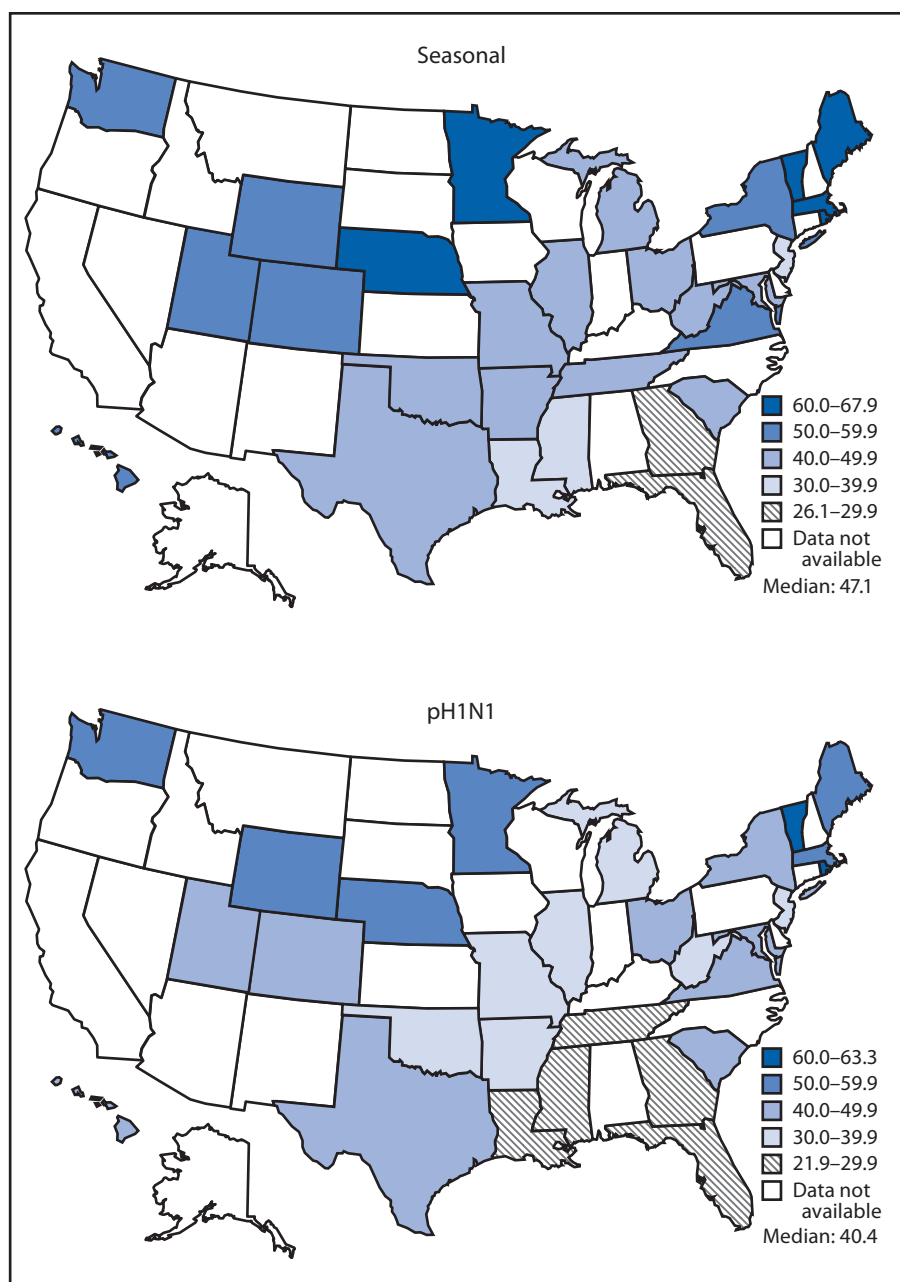 Seasonal
60.0–67.9
50.0–59.9
40.0–49.9
30.0–39.9
26.1–29.9
Data not
available
Median: 47.1
pH1N1
60.0–63.3
50.0–59.9
40.0–49.9
30.0–39.9
21.9–29.9
Data not
available
Median: 40.4